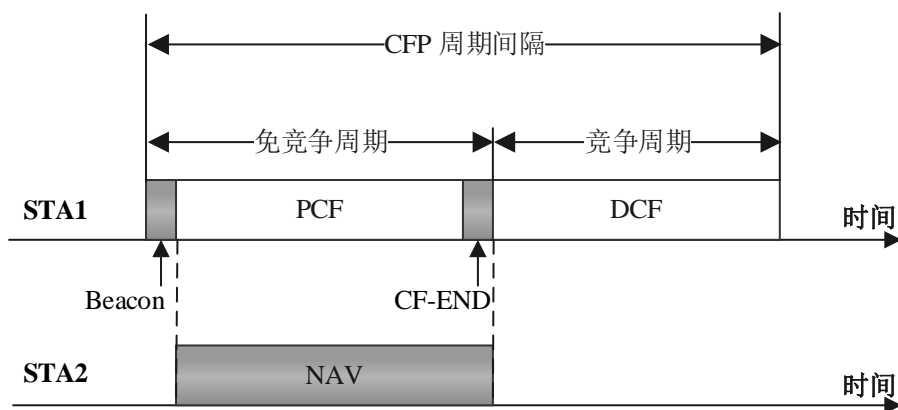 CFP 周期间隔
免竞争周期
竞争周期
STA1
PCF
DCF
时间
Beacon
CF-END
STA2
NAV
时间